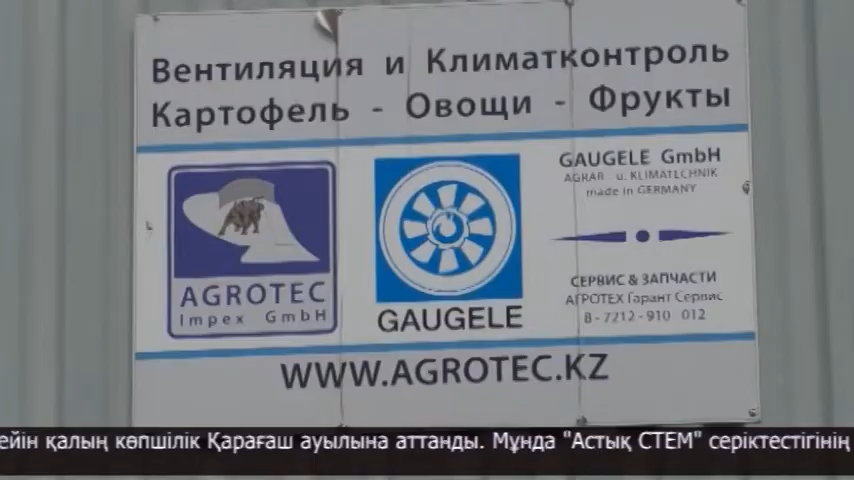 Вентиляция и Климатконтроль
Картофель - Овощи - Фрукты
AGROTEC
Impex GmbH
GAUGELE
GAUGELE GmbH
AGRAR u. KLIMATECHNIK
made in GERMANY
СЕРВИС & ЗАПЧАСТИ
АГРОТЕХ Гарант Сервис
8-7212-910 012
WWW.AGROTEC.KZ
ейін қалың көпшілік Қарағаш ауылына аттанды. Мұнда "Астық СТЕМ" серіктестігінің